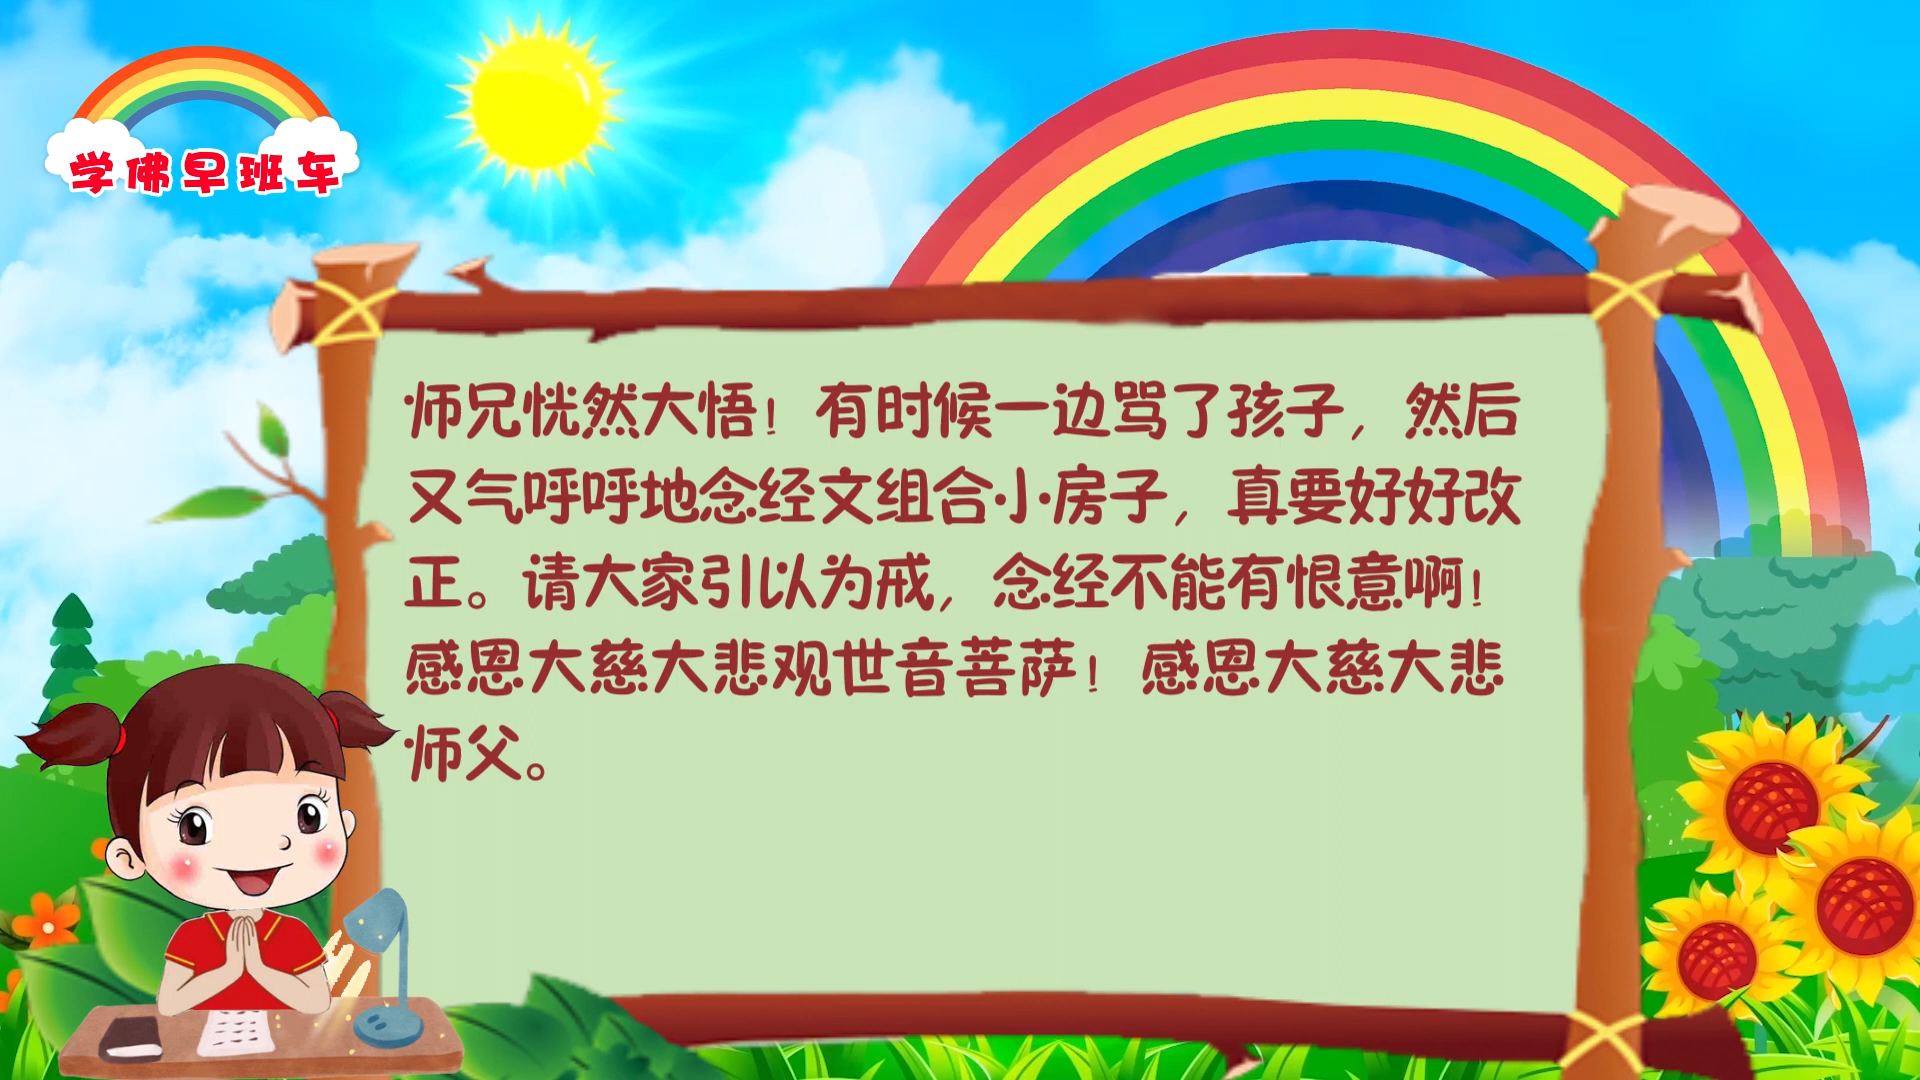 学佛早班车
师兄恍然大悟！有时候一边骂了孩子，然后
又气呼呼地念经文组合小房子，真要好好改
正。请大家引以为戒，念经不能有恨意啊！
感恩大慈大悲观世音菩萨！感恩大慈大悲
师父。